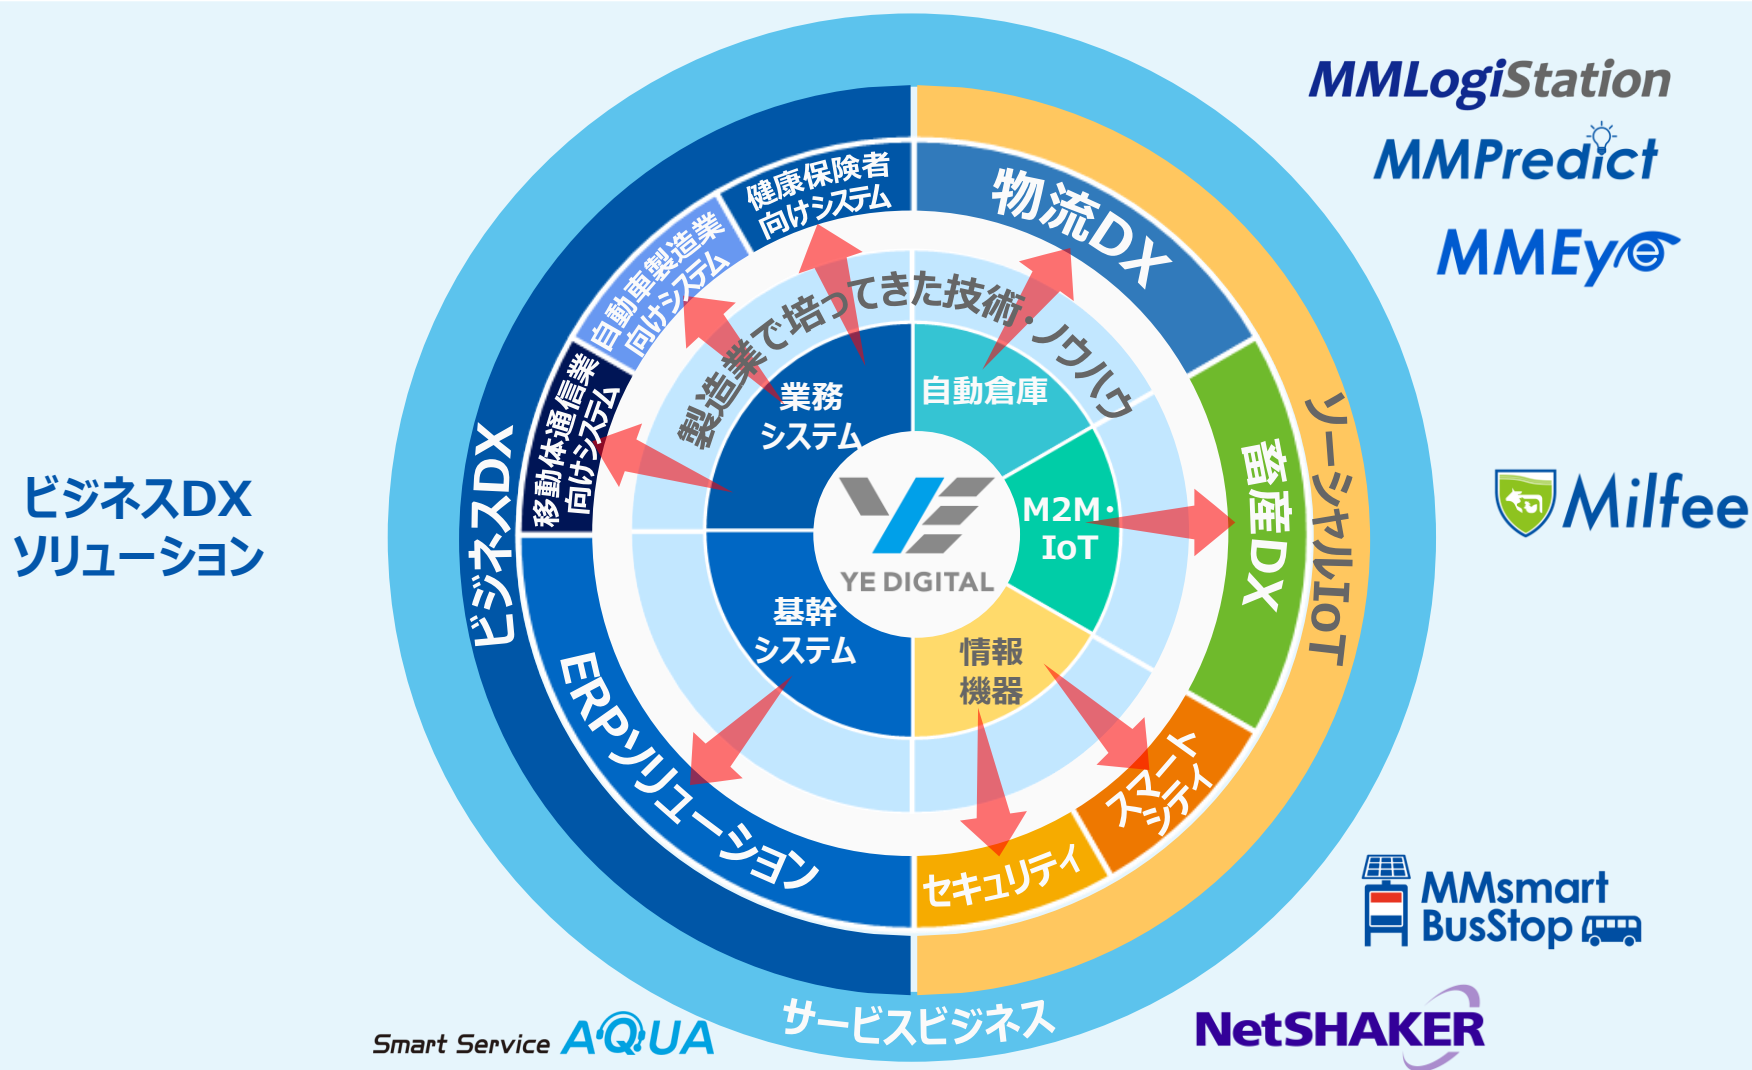 MMLogiStation
MMPredict
MMEye
健康保険者
向けシステム
物流DX
自動車製造業
向けシステム
製造業で培ってきた技術・ノウハウ
移動体通信業
向けシステム
業務
システム
自動倉庫
ビジネスDX
ソーシャルIoT
畜産DX
ビジネスDX
ソリューション
YE DIGITAL
M2M・
IoT
Milfee
基幹
システム
情報
機器
ERPソリューション
スマート
シティ
セキュリティ
MMsmart
BusStop
サービスビジネス
Smart Service AQUA
NetSHAKER